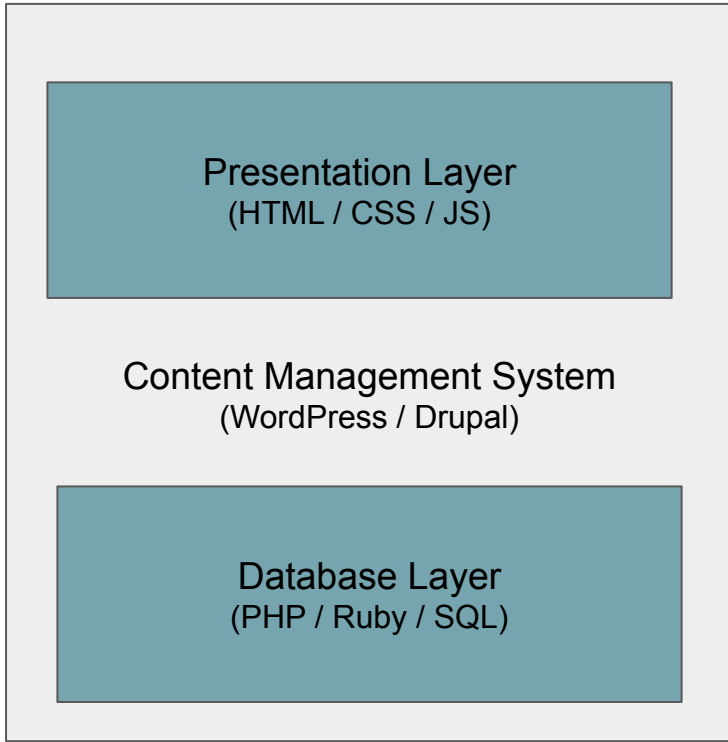 Presentation Layer
(HTML / CSS / JS)
Content Management System
(WordPress / Drupal)
Database Layer
(PHP / Ruby / SQL)